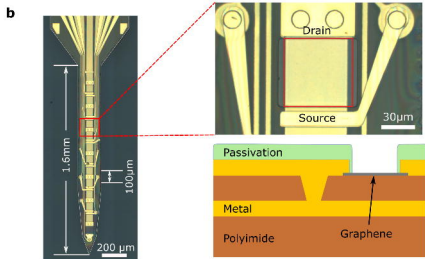 b
Drain
Source
30μm
1.6mm
100μm
200 μm
Passivation
Metal
Polyimide
Graphene